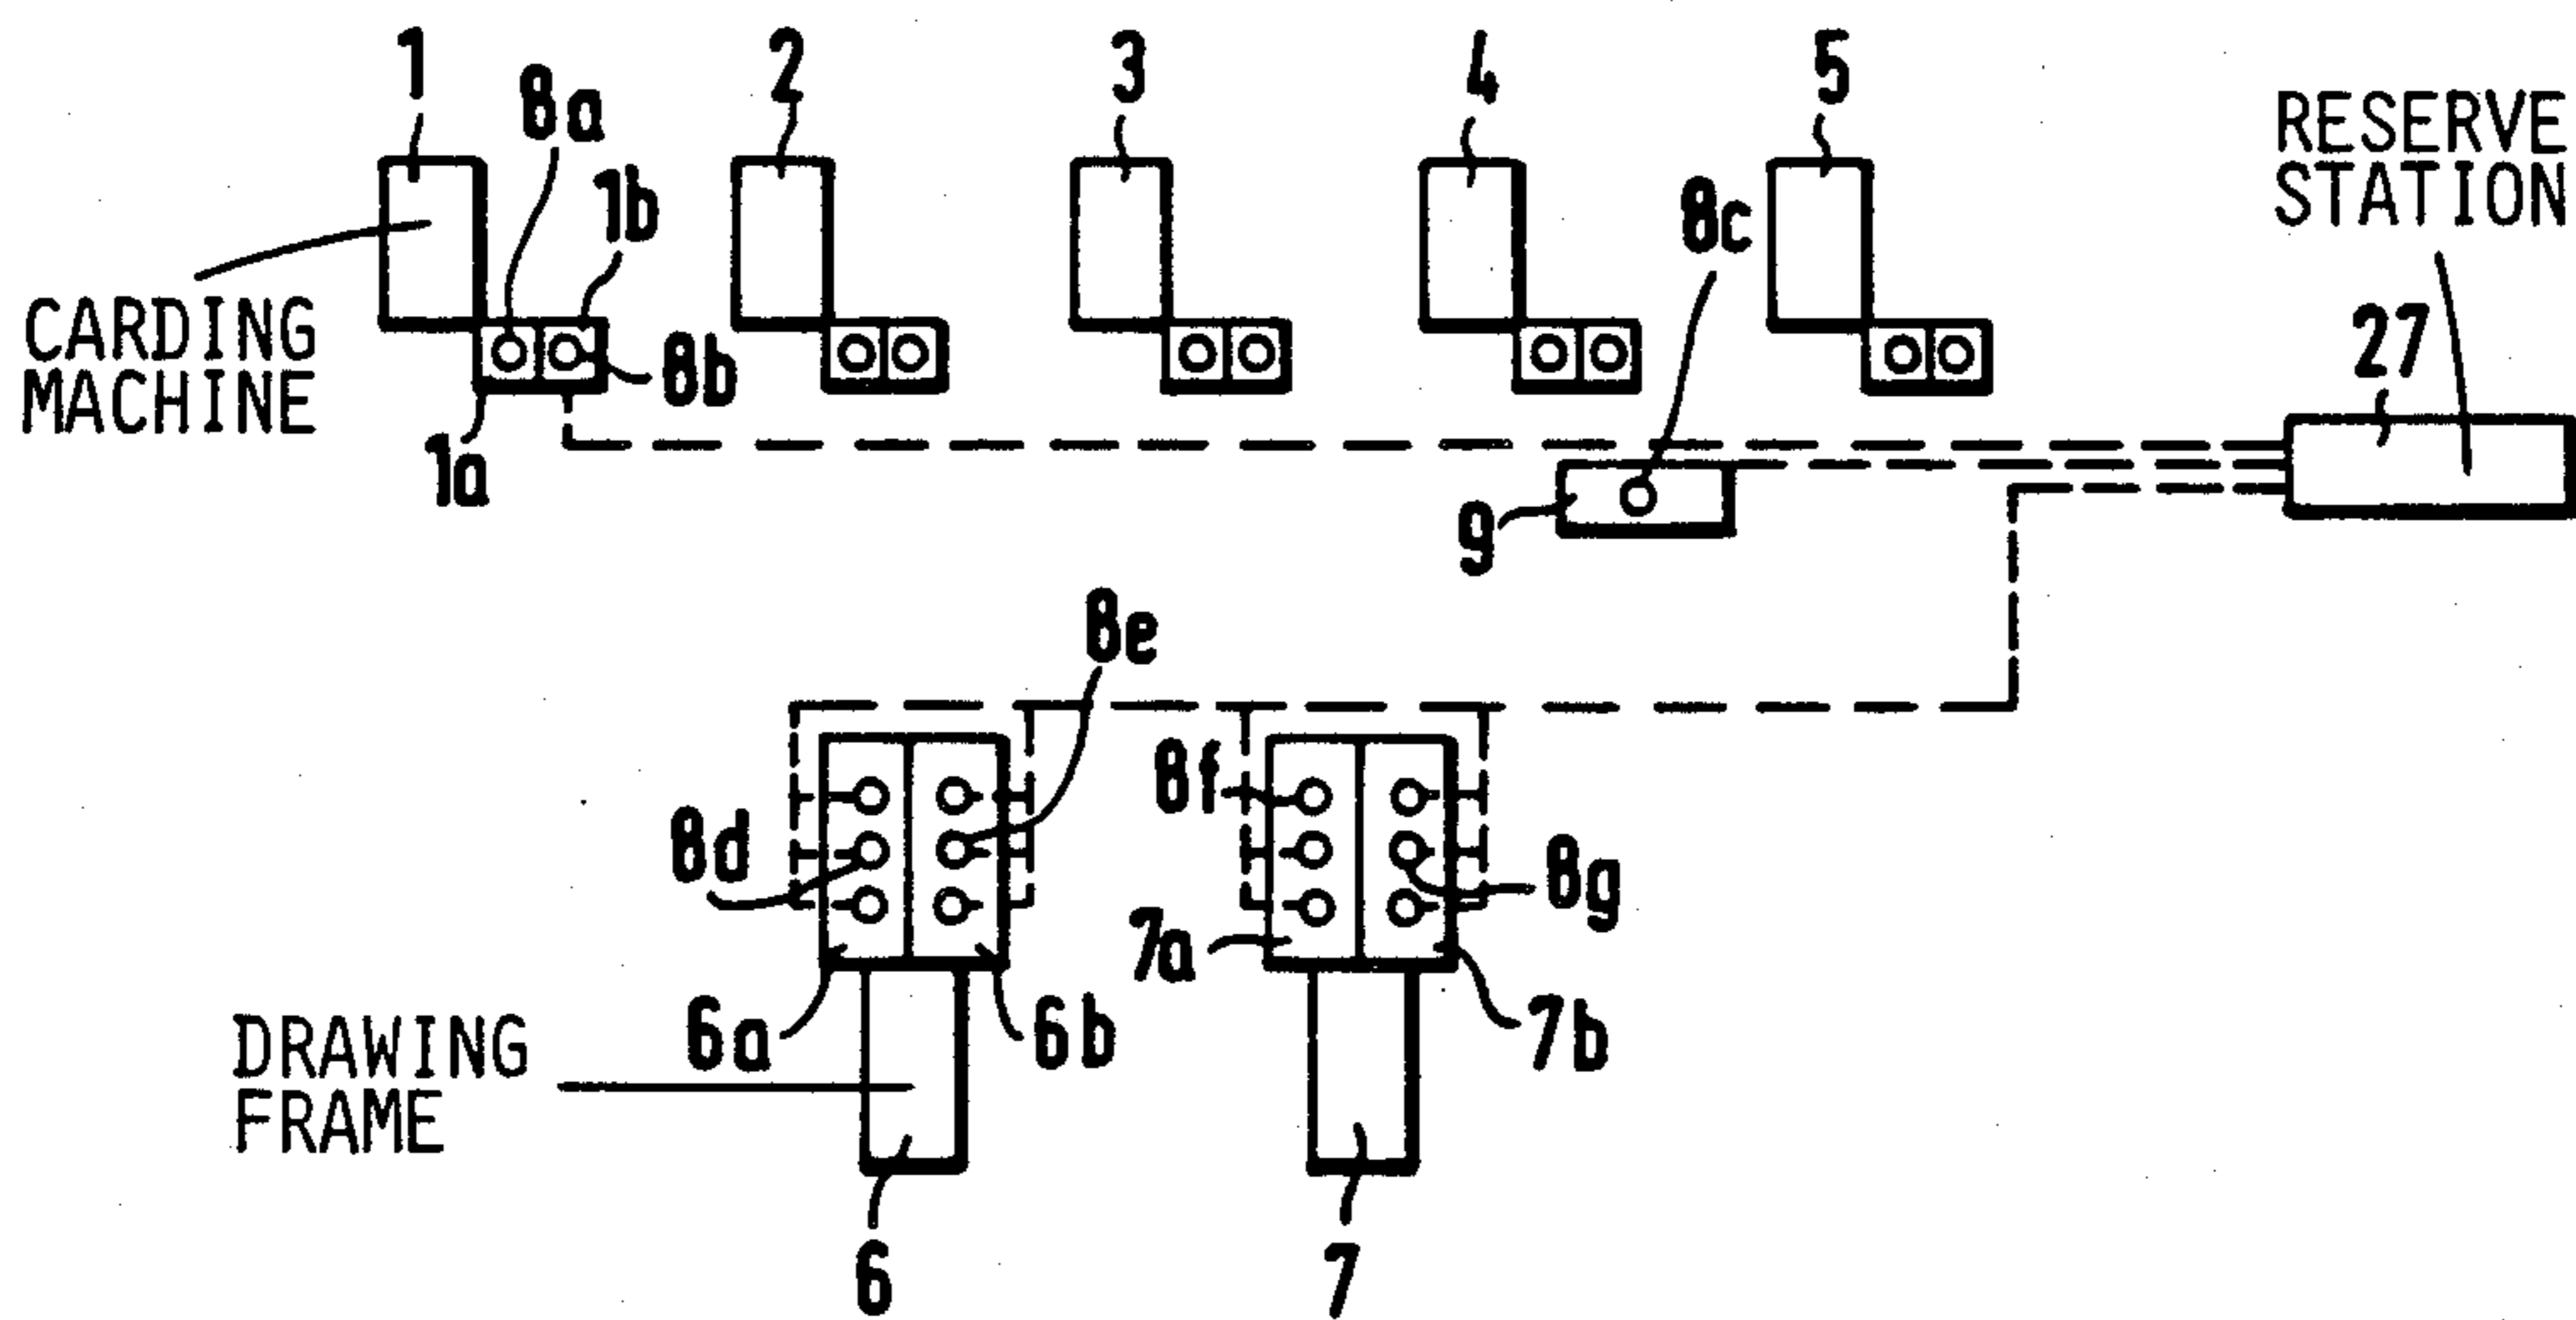 1
2
3
4
5
8a
1b
RESERVE
STATION
8c
CARDING
MACHINE
8b
27
1a
9
8e
8f
8d
8g
7a
6a
6b
7b
DRAWING
FRAME
6
7